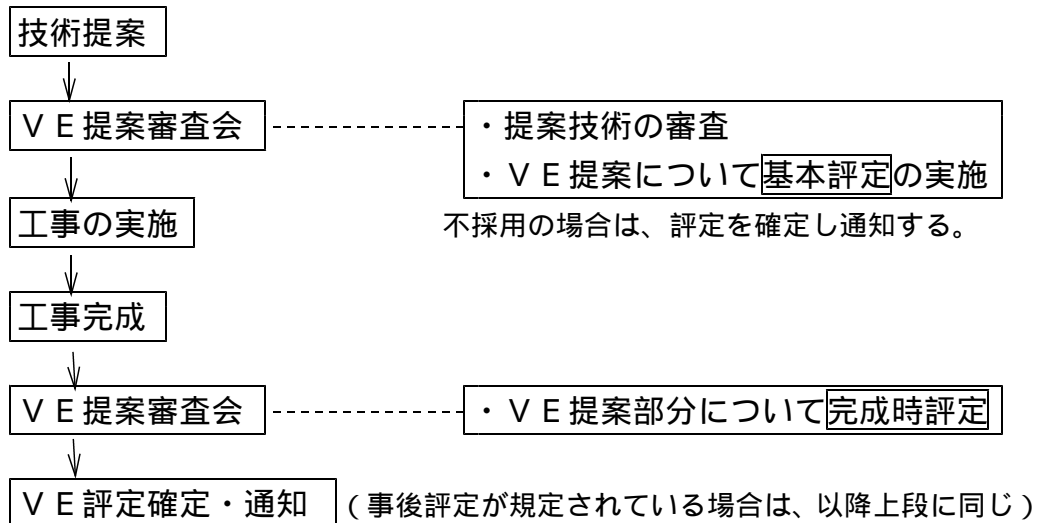 技術提案
ＶＥ提案審査会
・提案技術の審査
・ＶＥ提案について基本評定の実施
工事の実施
不採用の場合は、評定を確定し通知する。
工事完成
ＶＥ提案審査会
・ＶＥ提案部分について完成時評定
ＶＥ評定確定・通知 (事後評定が規定されている場合は、以降上段に同じ)